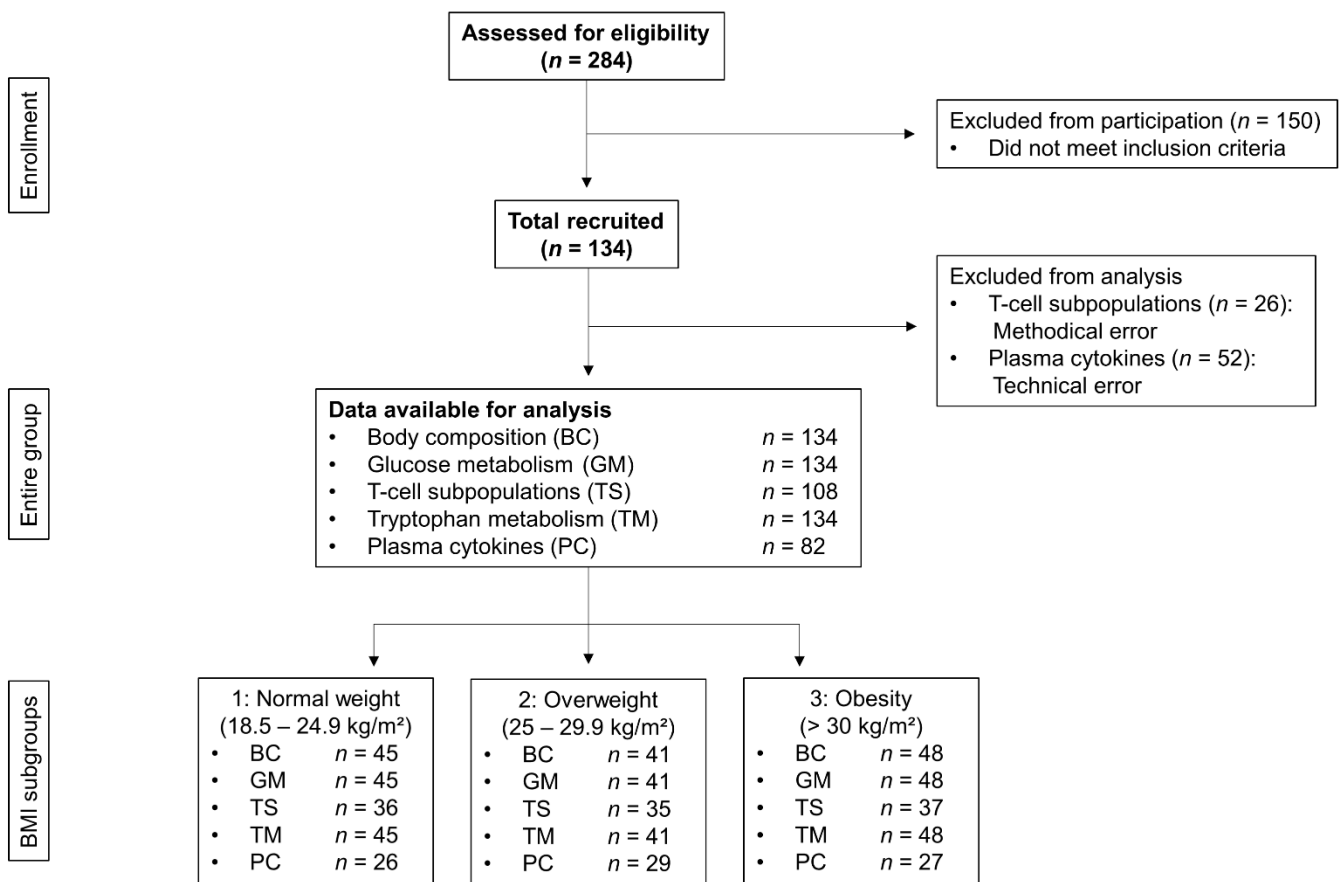 Assessed for eligibility
(n = 284)
Enrollment
Excluded from participation (n = 150)
• Did not meet inclusion criteria
Total recruited
(n = 134)
Excluded from analysis
• T-cell subpopulations (n = 26):
Methodical error
• Plasma cytokines (n = 52):
Technical error
Entire group
Data available for analysis
• Body composition (BC) n = 134
• Glucose metabolism (GM) n = 134
• T-cell subpopulations (TS) n = 108
• Tryptophan metabolism (TM) n = 134
• Plasma cytokines (PC) n = 82
BMI subgroups
1: Normal weight
(18.5 – 24.9 kg/m²)
• BC n = 45
• GM n = 45
• TS n = 36
• TM n = 45
• PC n = 26
2: Overweight
(25 – 29.9 kg/m²)
• BC n = 41
• GM n = 41
• TS n = 35
• TM n = 41
• PC n = 29
3: Obesity
(> 30 kg/m²)
• BC n = 48
• GM n = 48
• TS n = 37
• TM n = 48
• PC n = 27